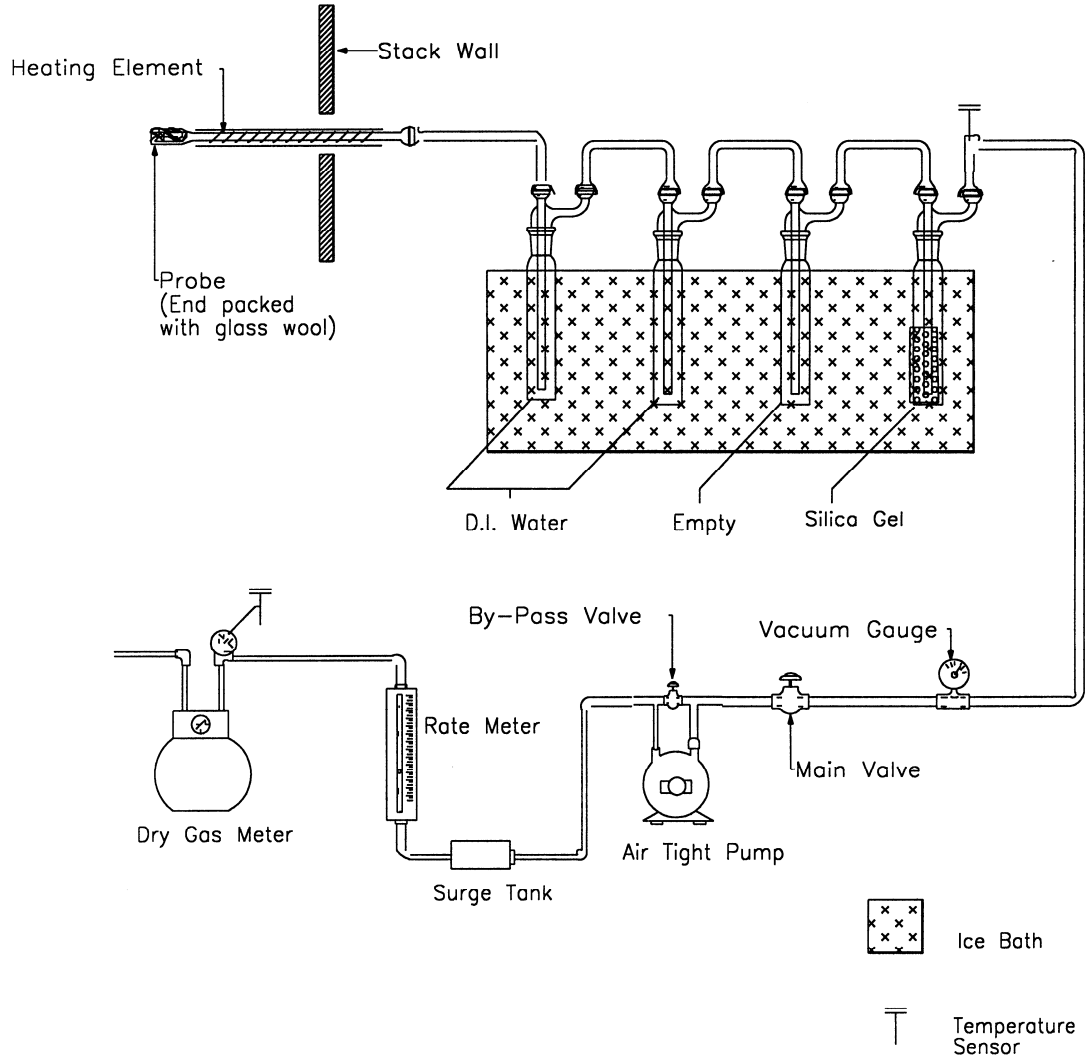 Stack Wall
Heating Element
Probe
(End packed
with glass wool)
D.I. Water
Empty
Silica Gel
By-Pass Valve
Vacuum Gauge
Rate Meter
Main Valve
Dry Gas Meter
Air Tight Pump
Surge Tank
Ice Bath
Temperature
Sensor